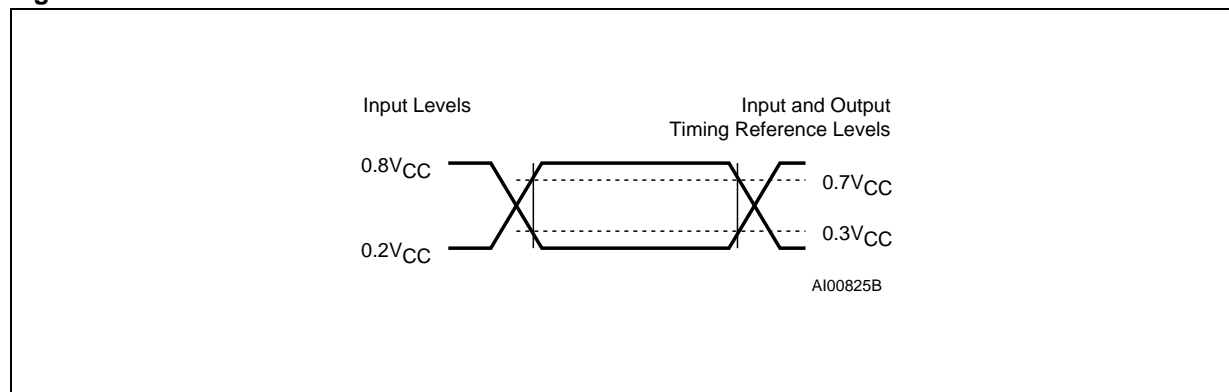 Input Levels
Input and Output
Timing Reference Levels
0.8VCC
0.7VCC
0.3VCC
0.2VCC
AI00825B